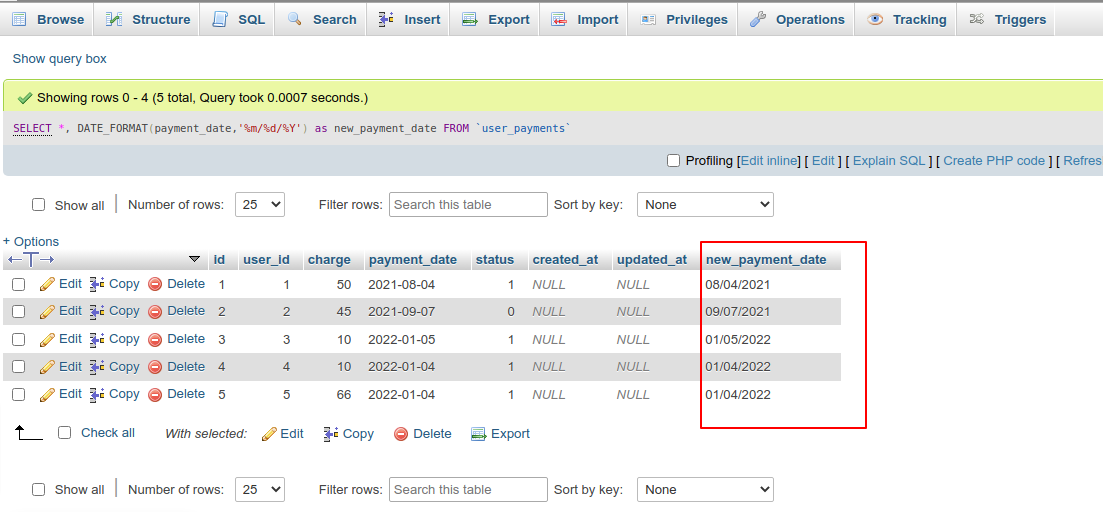 Browse Structure SQL Search Insert Export Import Privileges Operations Tracking Triggers
Show query box
Showing rows 0 - 4 (5 total, Query took 0.0007 seconds.)
SELECT *, DATE_FORMAT(payment_date,'%m/%d/%Y') as new_payment_date FROM `user_payments`
Profiling [Edit inline] [ Edit ] [ Explain SQL ] [ Create PHP code ] [ Refres
Show all Number of rows: 25 Filter rows: Search this table Sort by key: None
+ Options
id user_id charge payment_date status created_at updated_at new_payment_date
Edit Copy Delete 1 1 50 2021-08-04 1 NULL NULL 08/04/2021
Edit Copy Delete 2 2 45 2021-09-07 0 NULL NULL 09/07/2021
Edit Copy Delete 3 3 10 2022-01-05 1 NULL NULL 01/05/2022
Edit Copy Delete 4 4 10 2022-01-04 1 NULL NULL 01/04/2022
Edit Copy Delete 5 5 66 2022-01-04 1 NULL NULL 01/04/2022
Check all With selected: Edit Copy Delete Export
Show all Number of rows: 25 Filter rows: Search this table Sort by key: None